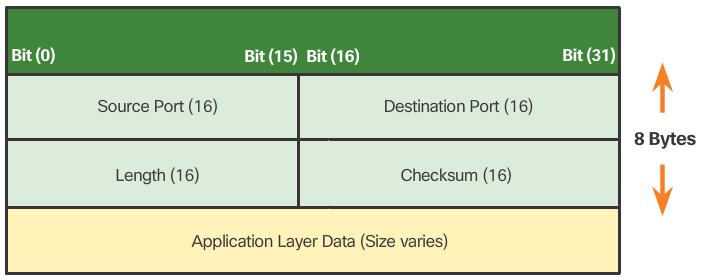 Bit (0) Bit (15) Bit (16) Bit (31)
Source Port (16) Destination Port (16)
8 Bytes
Length (16) Checksum (16)
Application Layer Data (Size varies)